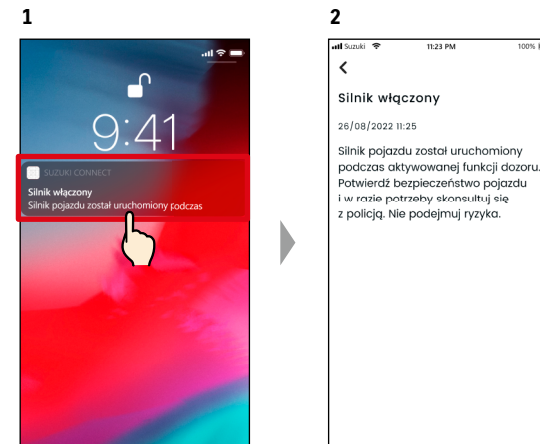 1
9:41
SUZUKI CONNECT
Silnik włączony
Silnik pojazdu został uruchomiony podczas
2
Suzuki 11:23 PM 100%
Silnik włączony
26/08/2022 11:25
Silnik pojazdu został uruchomiony
podczas aktywowanej funkcji dozoru.
Potwierdź bezpieczeństwo pojazdu
i w razie potrzeby skonsultuj się
z policją. Nie podejmuj ryzyka.